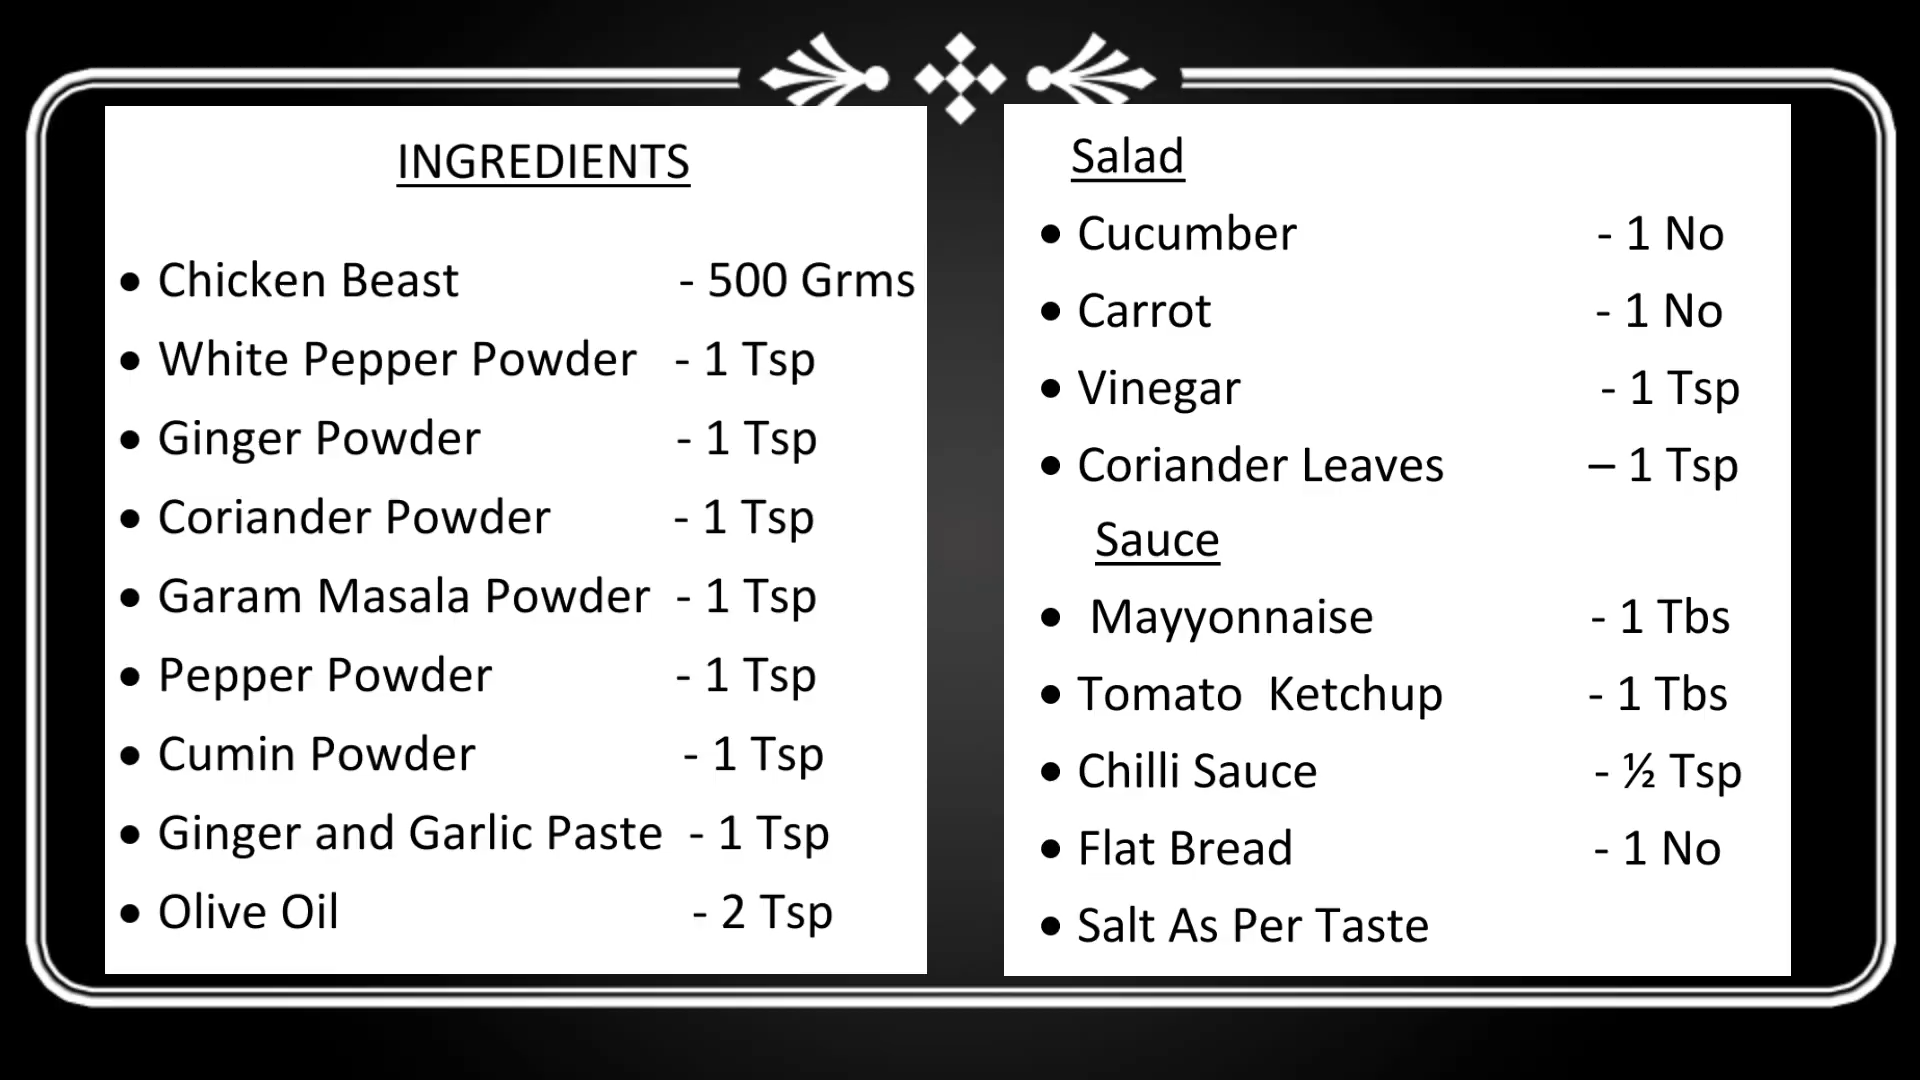 INGREDIENTS
• Chicken Beast - 500 Grms
• White Pepper Powder - 1 Tsp
• Ginger Powder - 1 Tsp
• Coriander Powder - 1 Tsp
• Garam Masala Powder - 1 Tsp
• Pepper Powder - 1 Tsp
• Cumin Powder - 1 Tsp
• Ginger and Garlic Paste - 1 Tsp
• Olive Oil - 2 Tsp
Salad
• Cucumber - 1 No
• Carrot - 1 No
• Vinegar - 1 Tsp
• Coriander Leaves – 1 Tsp
Sauce
• Mayyonnaise - 1 Tbs
• Tomato Ketchup - 1 Tbs
• Chilli Sauce - ½ Tsp
• Flat Bread - 1 No
• Salt As Per Taste